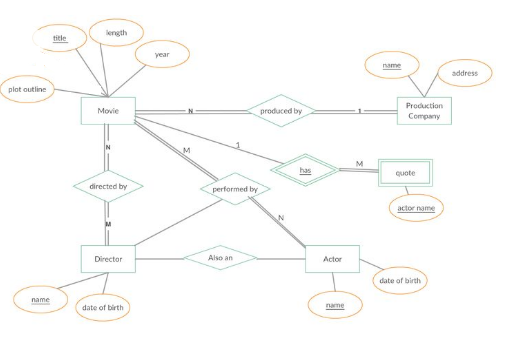 title
length
year
plot outline
name
address
Movie
N
produced by
1
Production
Company
M
1
has
M
quote
actor name
N
directed by
M
performed by
N
Director
Also an
Actor
name
date of birth
name
date of birth